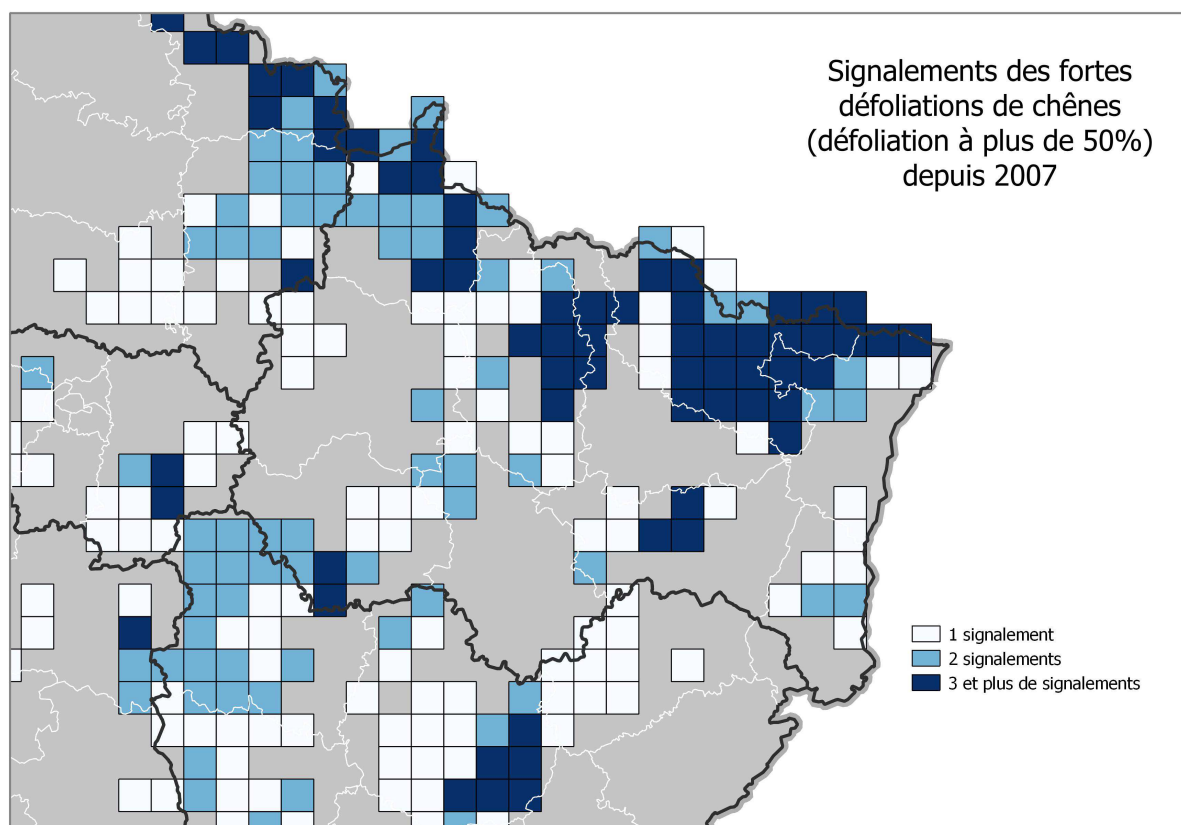 Signalements des fortes
défoliations de chênes
(défoliation à plus de 50%)
depuis 2007
1 signalement
2 signalements
3 et plus de signalements